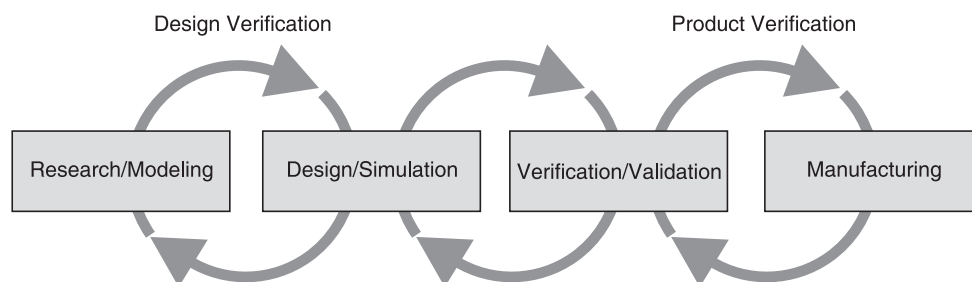 Design Verification
Product Verification
Research/Modeling
Design/Simulation
Verification/Validation
Manufacturing